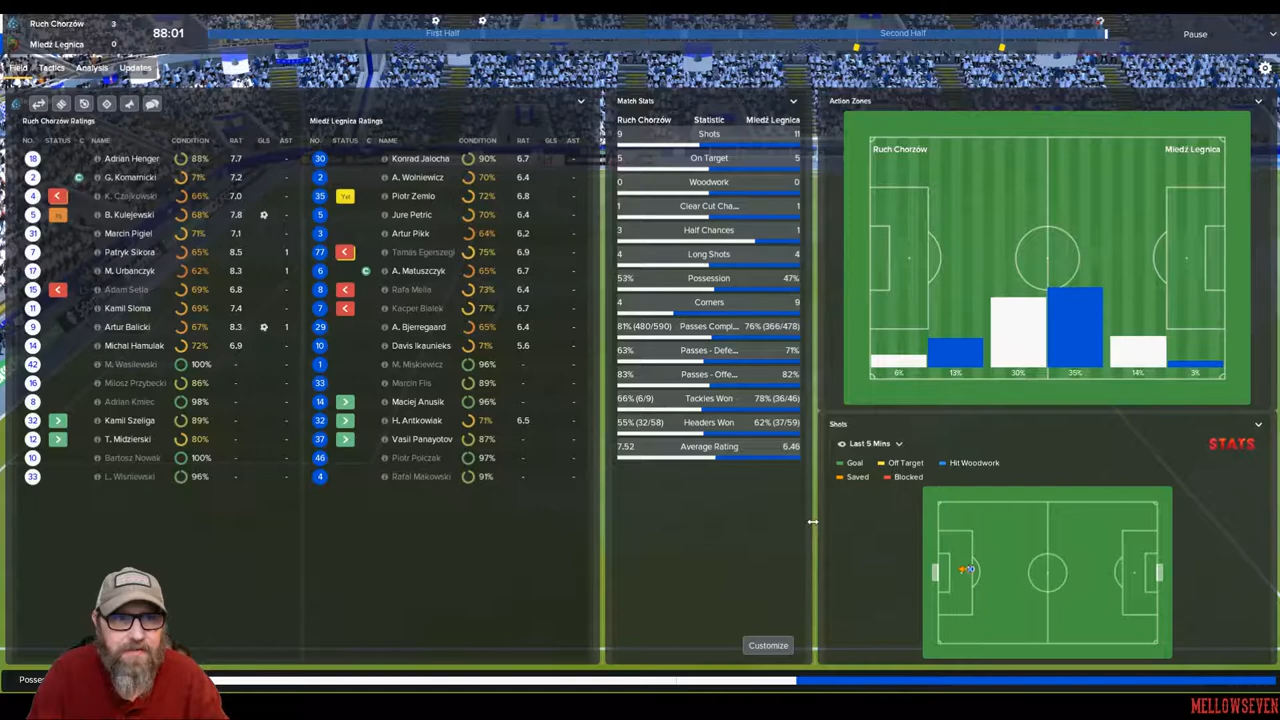 Ruch Chorzów 3
Miedź Legnica 0
88:01
First Half
Second Half
Pause
Field Tactics Analysis Updates
Ruch Chorzów Ratings
NO. STATUS C NAME CONDITION RAT GLS AST
18 Adrian Henger 88% 7.7 -
2 C G. Komarnicki 71% 7.2 -
4 K. Czajkowski 66% 7.0 -
5 B. Kulejewski 68% 7.8 -
31 Marcin Pigiel 71% 7.1 -
7 Patryk Sikora 65% 8.5 1
17 M. Urbanczyk 62% 8.3 1
15 Adam Setla 69% 6.8 -
11 Kamil Sloma 69% 7.4 -
9 Artur Balicki 67% 8.3 1
14 Michal Hamulak 72% 6.9 -
42 M. Wasilewski 100% - -
16 Milosz Przybecki 86% - -
8 Adrian Kmiec 98% - -
32 Kamil Szeliga 89% - -
12 T. Midzierski 80% - -
10 Bartosz Nowak 100% - -
33 L. Wisniewski 96% - -
Miedź Legnica Ratings
NO. STATUS C NAME CONDITION RAT GLS AST
30 Konrad Jalocha 90% 6.7 -
2 A. Wolniewicz 70% 6.4 -
35 Yel Piotr Zemlo 72% 6.8 -
5 Jure Petric 70% 6.4 -
3 Artur Pikk 64% 6.2 -
77 Tamás Egerszegi 75% 6.9 -
6 C A. Matuszczyk 65% 6.7 -
8 Rafa Mella 73% 6.4 -
7 Kacper Bialek 77% 6.7 -
29 A. Bjerregaard 65% 6.4 -
10 Davis Ikaunieks 71% 5.6 -
1 M. Miskiewicz 96% - -
33 Marcin Flis 89% - -
14 Maciej Anusik 96% - -
32 H. Antkowiak 71% 6.5 -
37 Vasil Panayotov 87% - -
46 Piotr Polczak 97% - -
4 Rafal Makowski 91% - -
Match Stats
Ruch Chorzów Statistic Miedź Legnica
9 Shots 11
5 On Target 5
0 Woodwork 0
1 Clear Cut Cha... 1
3 Half Chances 1
4 Long Shots 4
53% Possession 47%
4 Corners 9
81% (480/590) Passes Compl... 76% (366/478)
63% Passes - Defe... 71%
83% Passes - Offe... 82%
66% (6/9) Tackles Won 78% (36/46)
55% (32/58) Headers Won 62% (37/59)
7.52 Average Rating 6.46
Customize
Action Zones
Ruch Chorzów Miedź Legnica
6% 13% 30% 35% 14% 3%
Shots
Last 5 Mins
STATS
Goal Off Target Hit Woodwork
Saved Blocked
10
MELLOWSEVEN